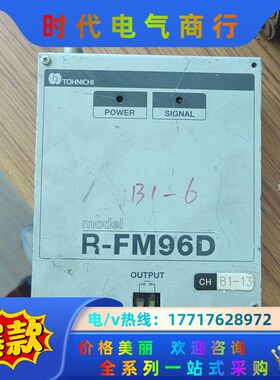 时代电气商行
TOHNICHI
POWER
SIGNAL
B1-6
model
R-FM96D
OUTPUT
CH B1-13
爆款
电/v热线：17717628972
价格美丽 欢迎咨询
全系列一站式采购